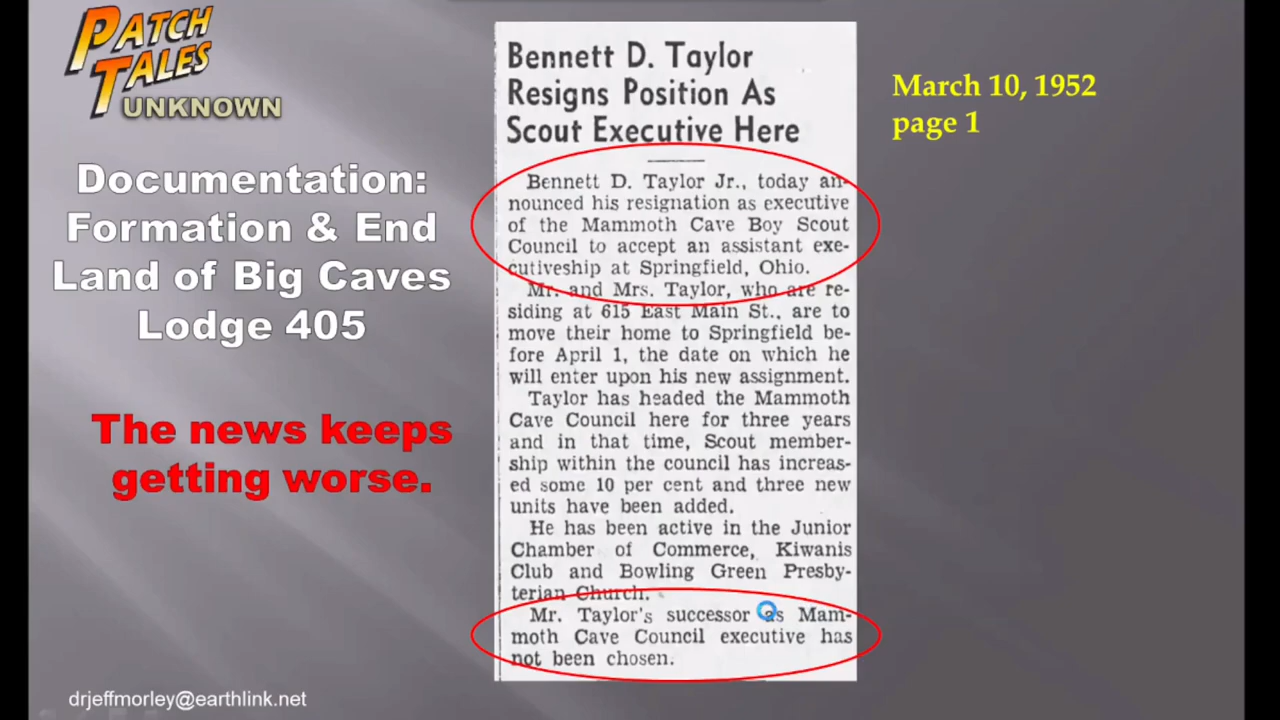 PATCH
TALES
UNKNOWN
Documentation:
Formation & End
Land of Big Caves
Lodge 405
The news keeps
getting worse.
Bennett D. Taylor
Resigns Position As
Scout Executive Here
Bennett D. Taylor Jr., today an-
nounced his resignation as executive
of the Mammoth Cave Boy Scout
Council to accept an assistant exe-
cutiveship at Springfield, Ohio.
Mr. and Mrs. Taylor, who are re-
siding at 615 East Main St., are to
move their home to Springfield be-
fore April 1, the date on which he
will enter upon his new assignment.
Taylor has headed the Mammoth
Cave Council here for three years
and in that time, Scout member-
ship within the council has increas-
ed some 10 per cent and three new
units have been added.
He has been active in the Junior
Chamber of Commerce, Kiwanis
Club and Bowling Green Presby-
terian Church.
Mr. Taylor's successor as Mam-
moth Cave Council executive has
not been chosen.
March 10, 1952
page 1
drjeffmorley@earthlink.net